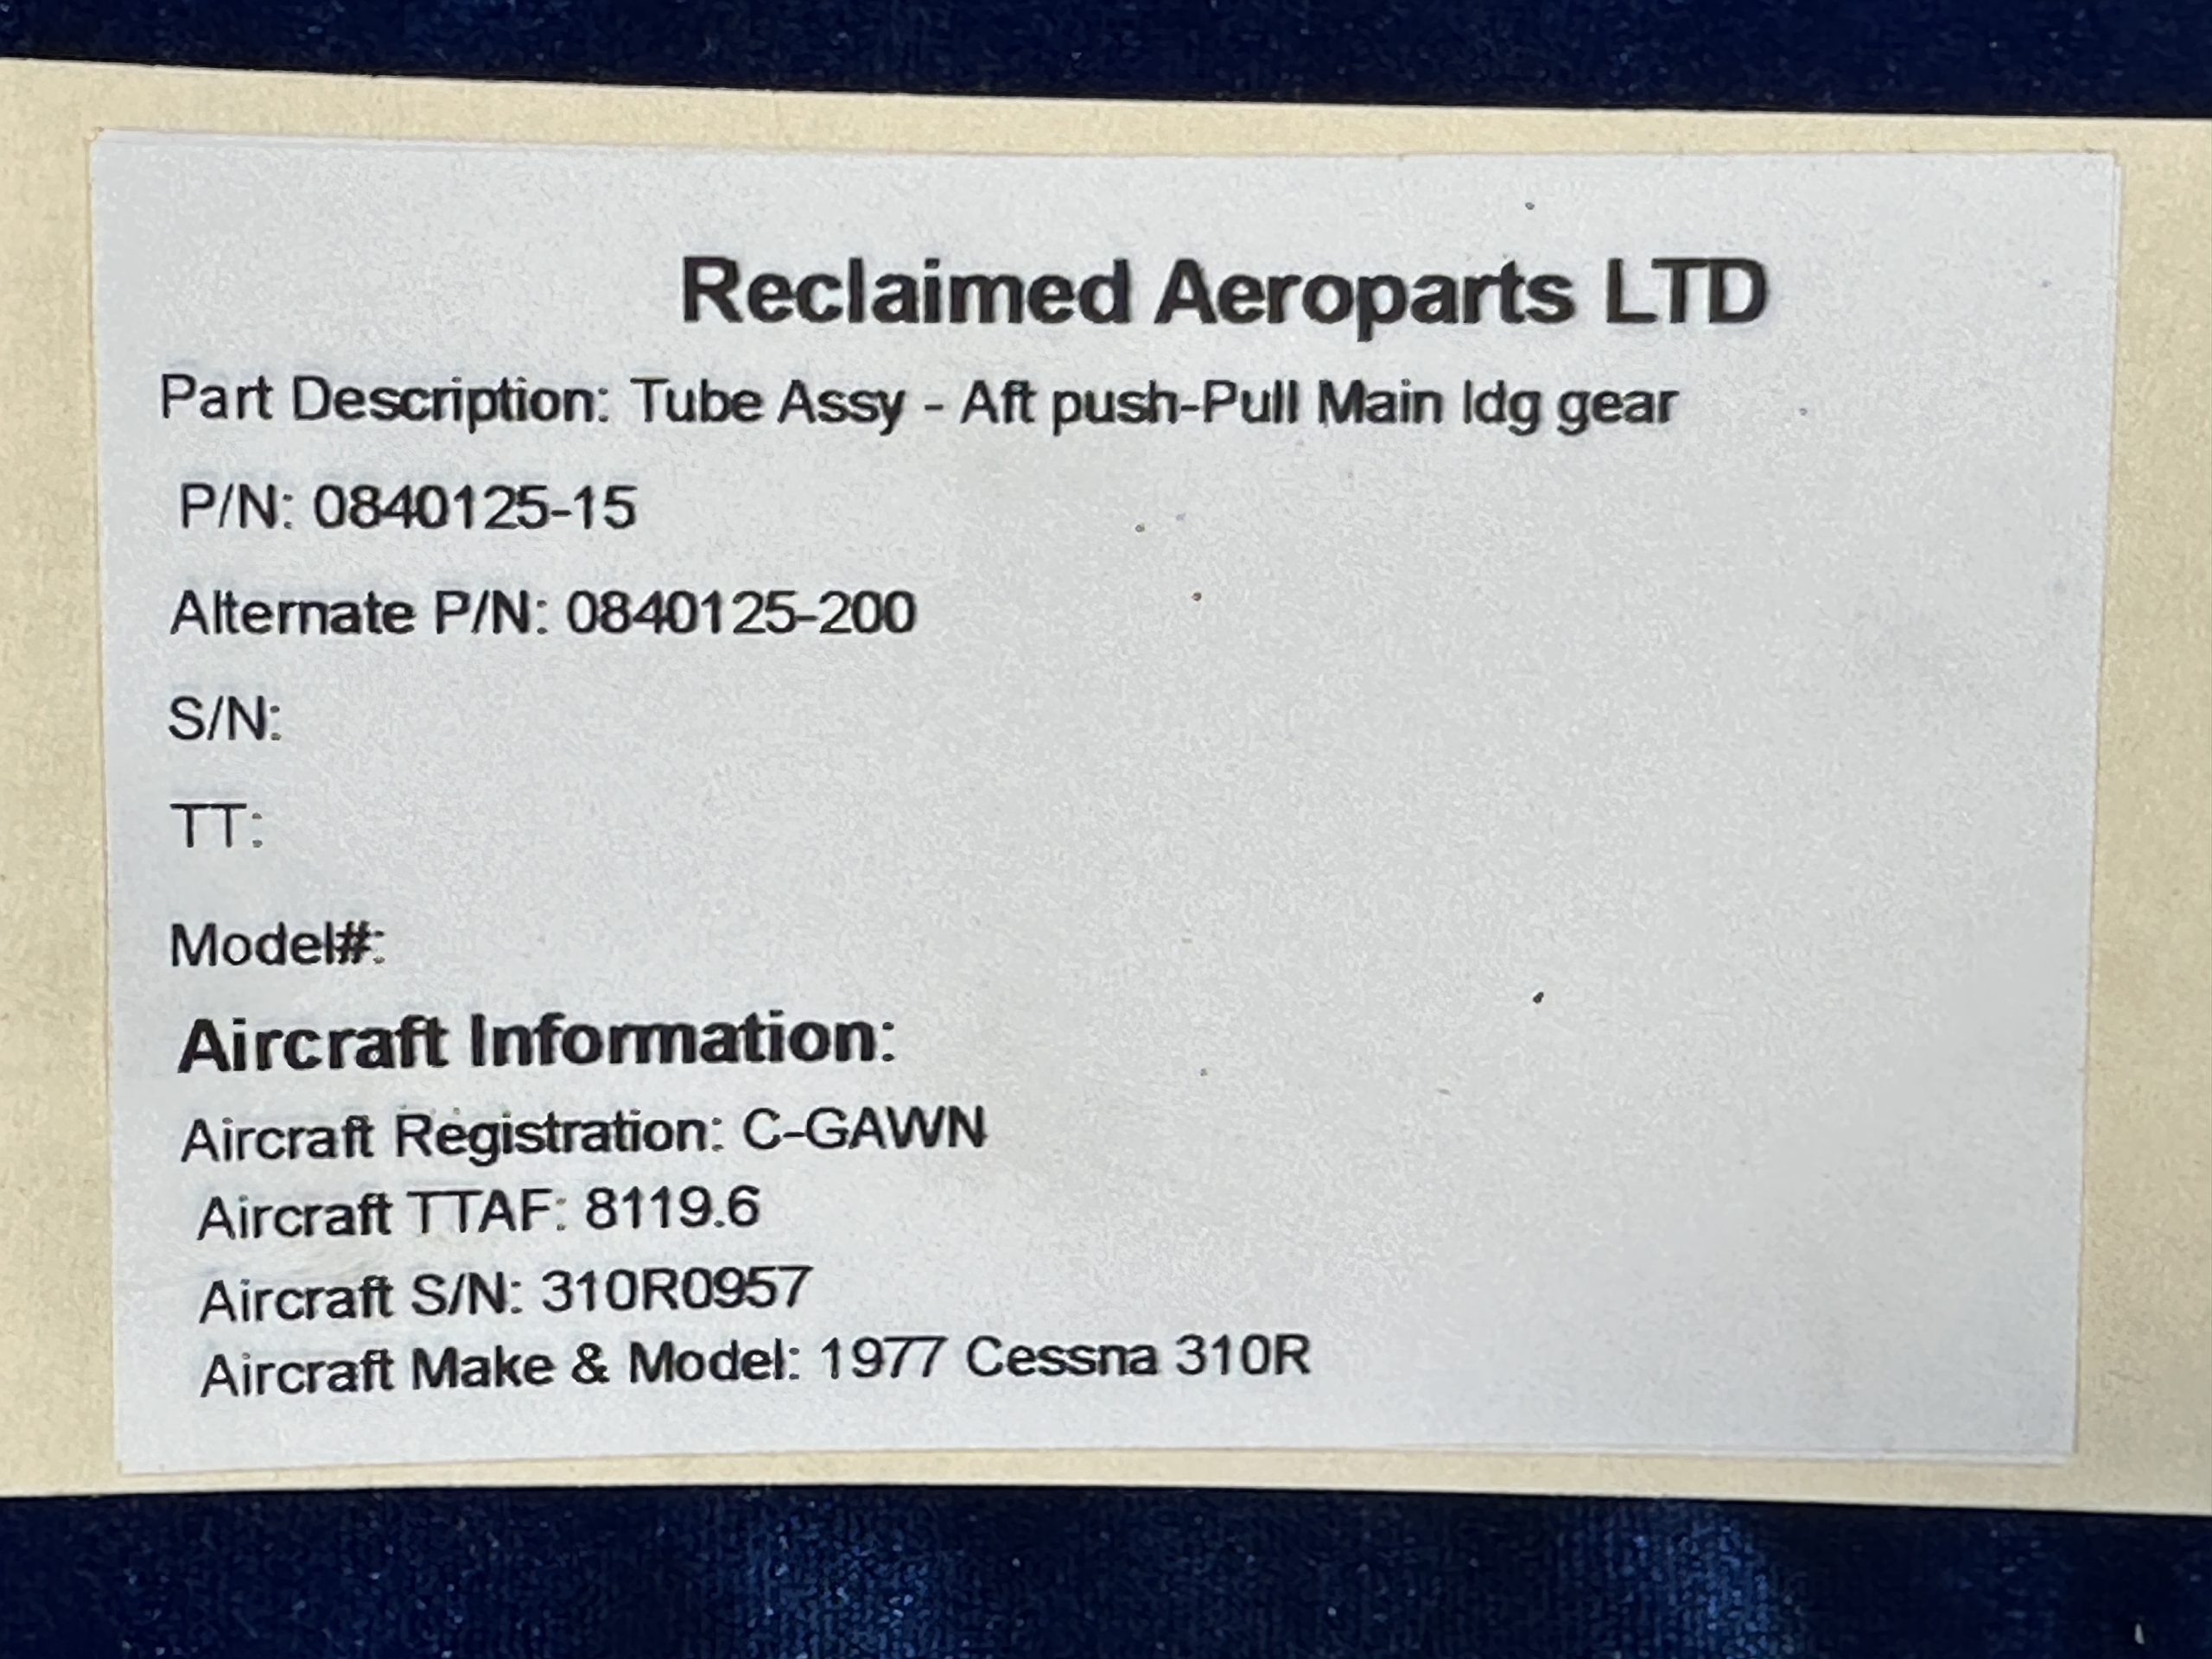 Reclaimed Aeroparts LTD
Part Description: Tube Assy - Aft push-Pull Main ldg gear
P/N: 0840125-15
Alternate P/N: 0840125-200
S/N:
TT:
Model#:
Aircraft Information:
Aircraft Registration: C-GAWN
Aircraft TTAF: 8119.6
Aircraft S/N: 310R0957
Aircraft Make & Model: 1977 Cessna 310R